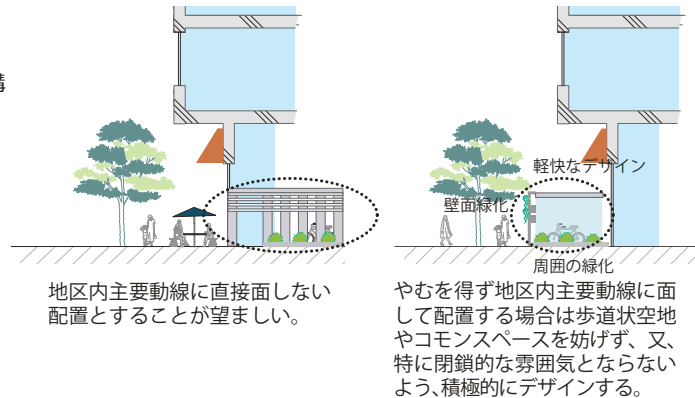 構
地区内主要動線に直接面しない
配置とすることが望ましい。
軽快なデザイン
壁面緑化
周囲の緑化
やむを得ず地区内主要動線に面
して配置する場合は歩道状空地
やコモンスペースを妨げず、又、
特に閉鎖的な雰囲気とならない
よう、積極的にデザインする。